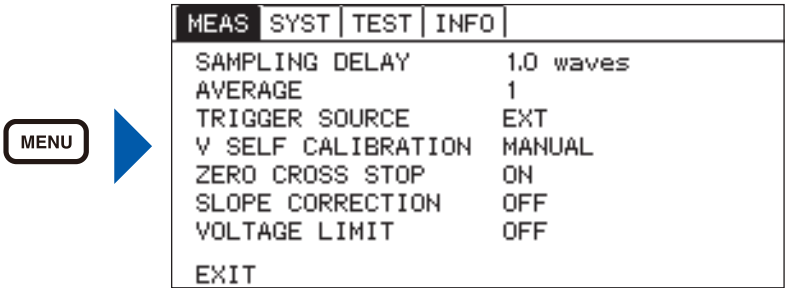 MENU
MEAS SYST TEST INFO
SAMPLING DELAY 1.0 waves
AVERAGE 1
TRIGGER SOURCE EXT
V SELF CALIBRATION MANUAL
ZERO CROSS STOP ON
SLOPE CORRECTION OFF
VOLTAGE LIMIT OFF
EXIT